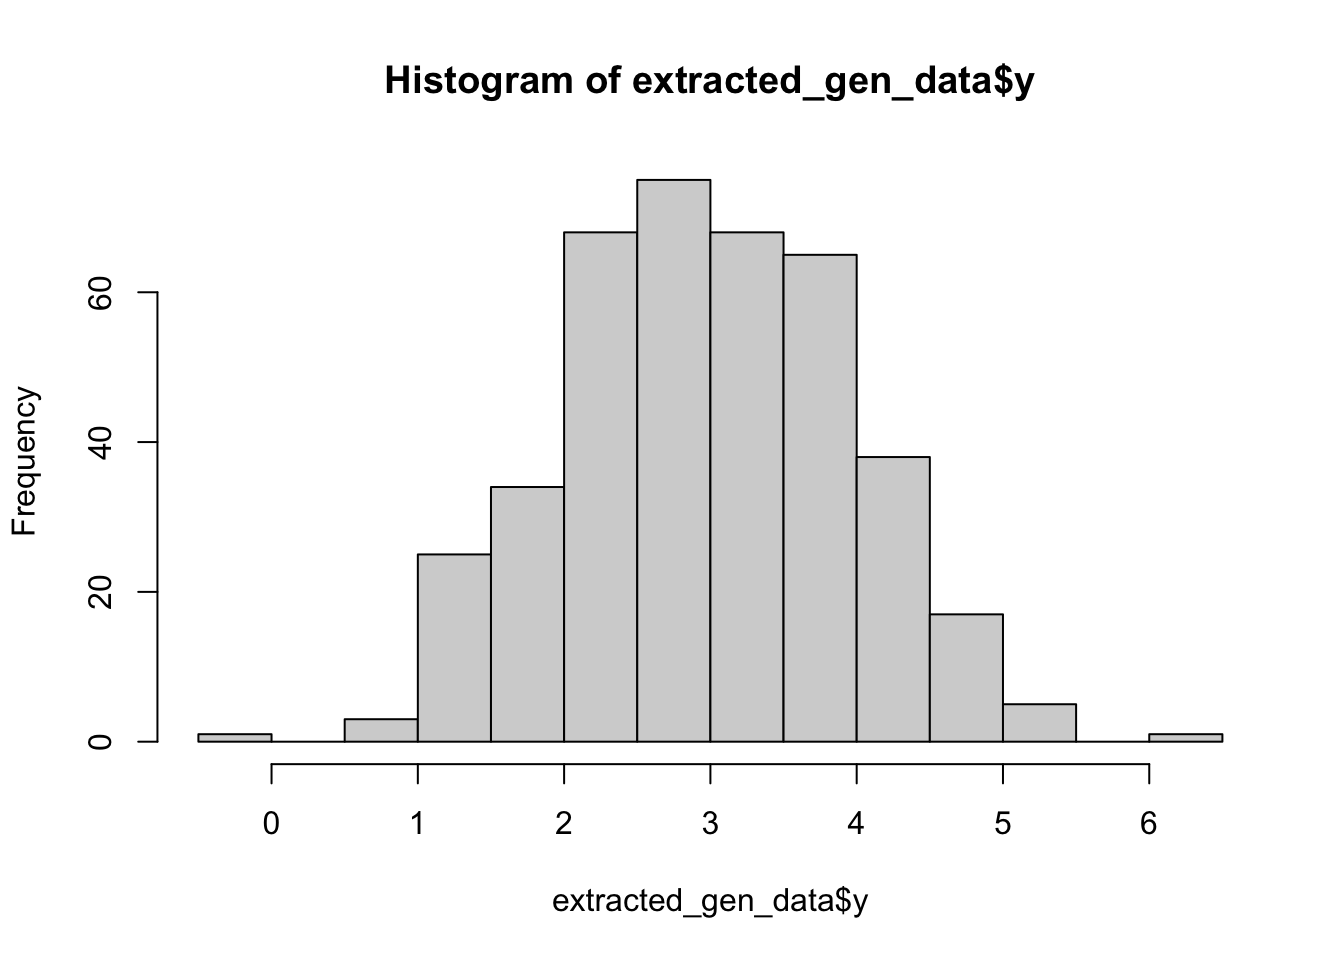 Histogram of extracted_gen_data$y
Frequency
60
40
20
0
0 1 2 3 4 5 6
extracted_gen_data$y